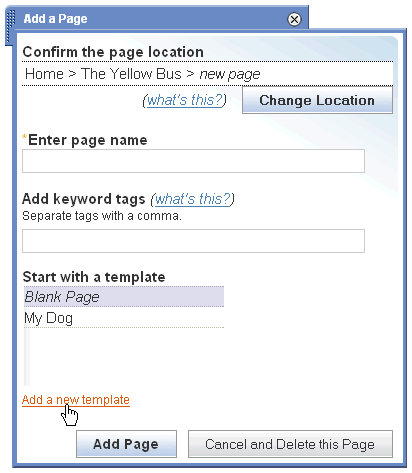 Add a Page
Confirm the page location
Home > The Yellow Bus > new page
(what's this?) Change Location
*Enter page name
Add keyword tags (what's this?)
Separate tags with a comma.
Start with a template
Blank Page
My Dog
Add a new template
Add Page Cancel and Delete this Page